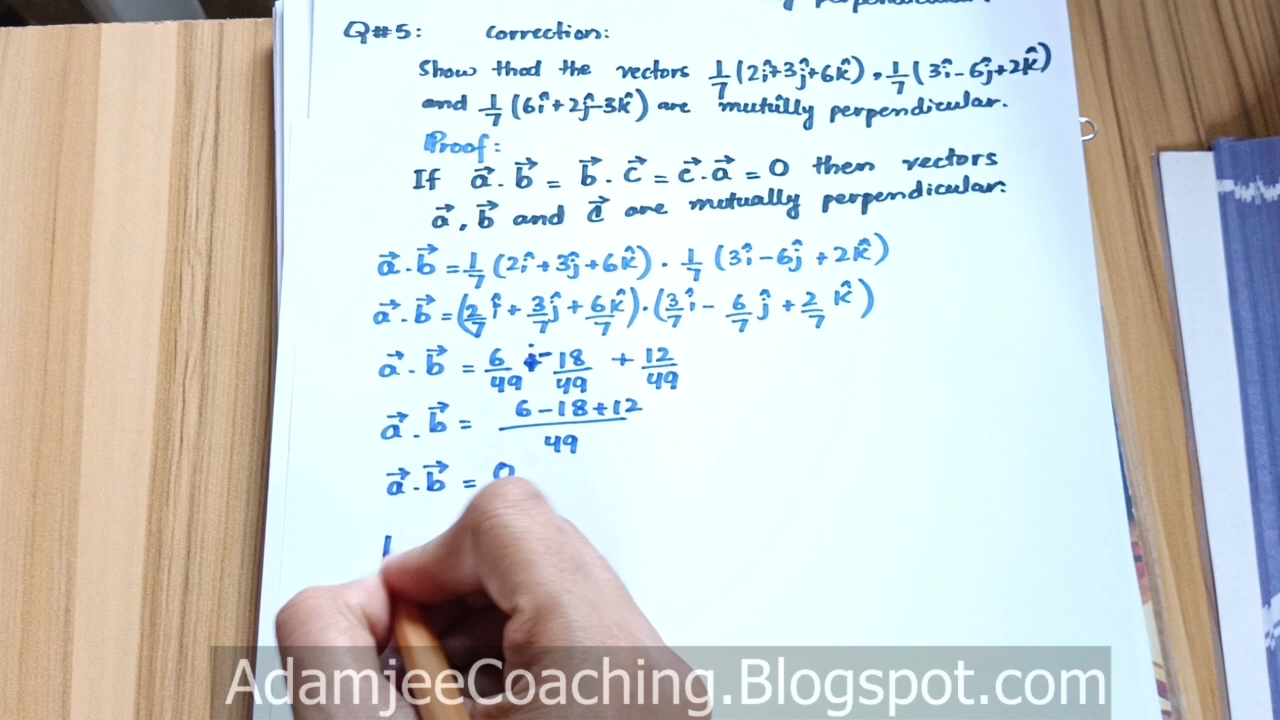 perpendicular.
Q#5: Correction:
Show thad the vectors 1/7 (2î+3ĵ+6k̂), 1/7 (3î-6ĵ+2k̂)
and 1/7 (6î+2ĵ-3k̂) are mutully perpendicular.
Proof:
If a⃗ . b⃗ = b⃗ . c⃗ = c⃗ . a⃗ = 0 then vectors
a⃗ , b⃗ and c⃗ are mutually perpendicular.
a⃗ . b⃗ = 1/7 (2î + 3ĵ + 6k̂) . 1/7 (3î - 6ĵ + 2k̂)
a⃗ . b⃗ = (2/7 î + 3/7 ĵ + 6/7 k̂) . (3/7 î - 6/7 ĵ + 2/7 k̂)
a⃗ . b⃗ = 6/49 - 18/49 + 12/49
a⃗ . b⃗ = 6-18+12/49
a⃗ . b⃗ = 0
AdamjeeCoaching.Blogspot.com